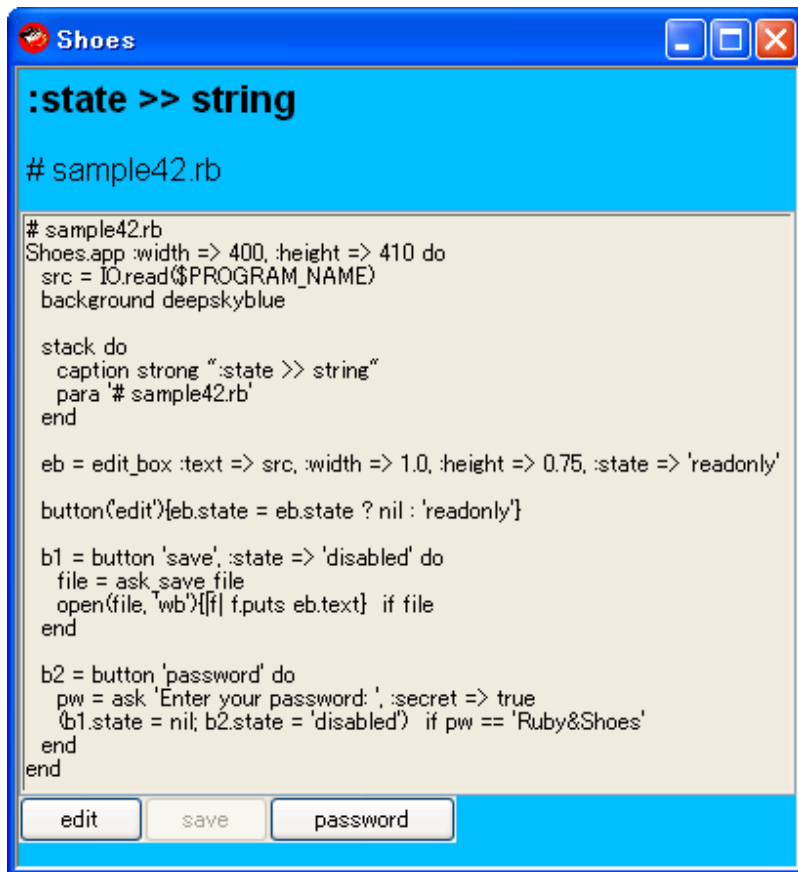 Shoes
:state >> string
# sample42.rb
# sample42.rb
Shoes.app :width => 400, :height => 410 do
  src = IO.read($PROGRAM_NAME)
  background deepskyblue

  stack do
    caption strong ":state >> string"
    para '# sample42.rb'
  end

  eb = edit_box :text => src, :width => 1.0, :height => 0.75, :state => 'readonly'

  button('edit'){eb.state = eb.state ? nil : 'readonly'}

  b1 = button 'save', :state => 'disabled' do
    file = ask_save_file
    open(file, 'wb'){|f| f.puts eb.text}  if file
  end

  b2 = button 'password' do
    pw = ask 'Enter your password: ', :secret => true
    (b1.state = nil; b2.state = 'disabled')  if pw == 'Ruby&Shoes'
  end
end
edit save password